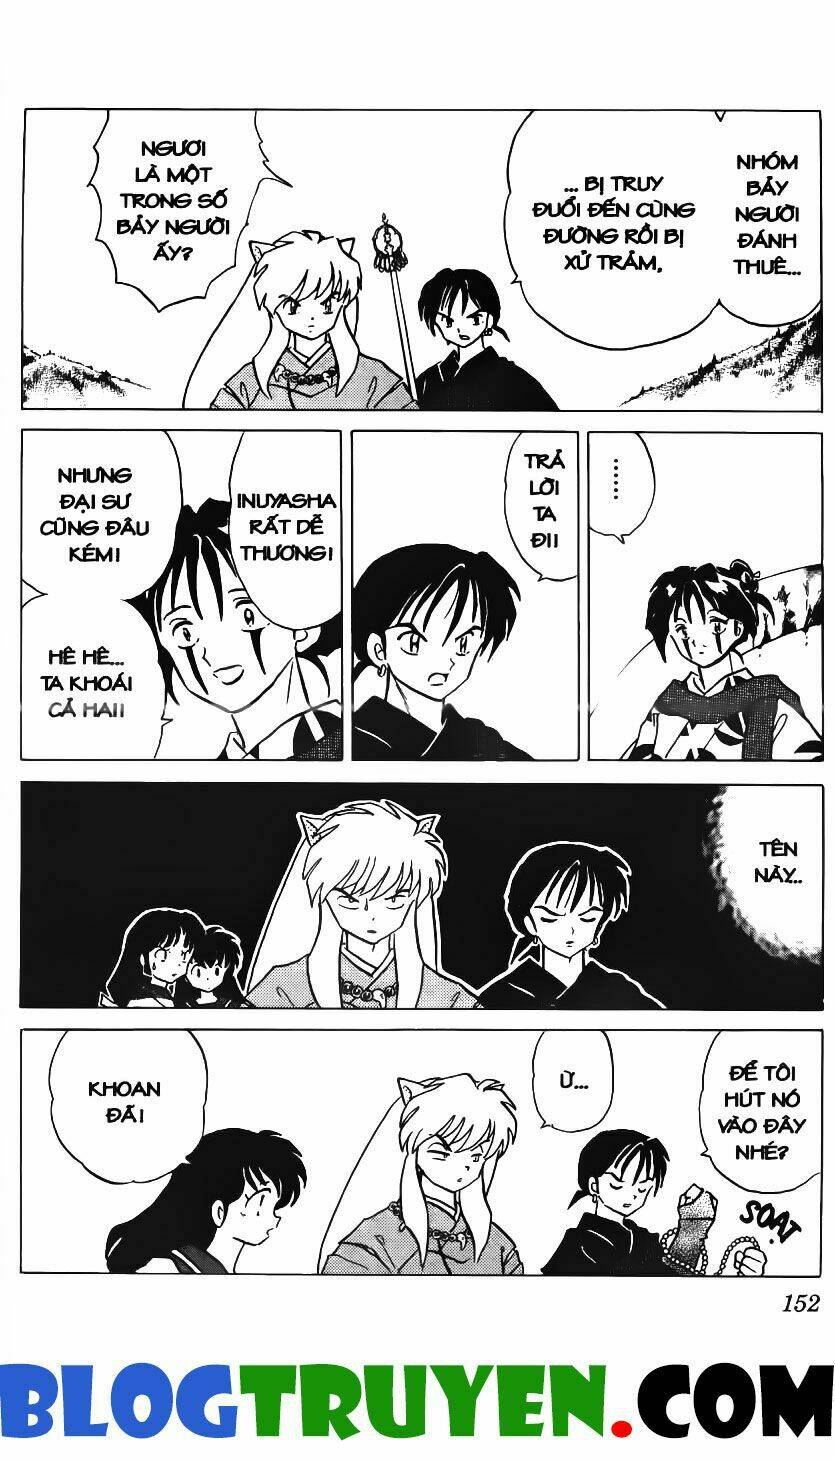 NHÓM
BẢY
NGƯỜI
ĐÁNH
THUÊ...
... BỊ TRUY
ĐUỔI ĐẾN CÙNG
ĐƯỜNG RỒI BỊ
XỬ TRẢM.
NGƯƠI
LÀ MỘT
TRONG SỐ
BẢY NGƯỜI
ẤY?
......
TRẢ
LỜI
TA
ĐI!
INUYASHA
RẤT DỄ
THƯƠNG!
NHƯNG
ĐẠI SƯ
CŨNG ĐÂU
KÉM!
HÊ HÊ...
TA KHOÁI
CẢ HAI!
TÊN
NÀY...
ĐỂ TÔI
HÚT NÓ
VÀO ĐÂY
NHÉ?
SOẠT.
Ừ...
KHOAN
ĐÃ!
152
BLOGTRUYEN.COM